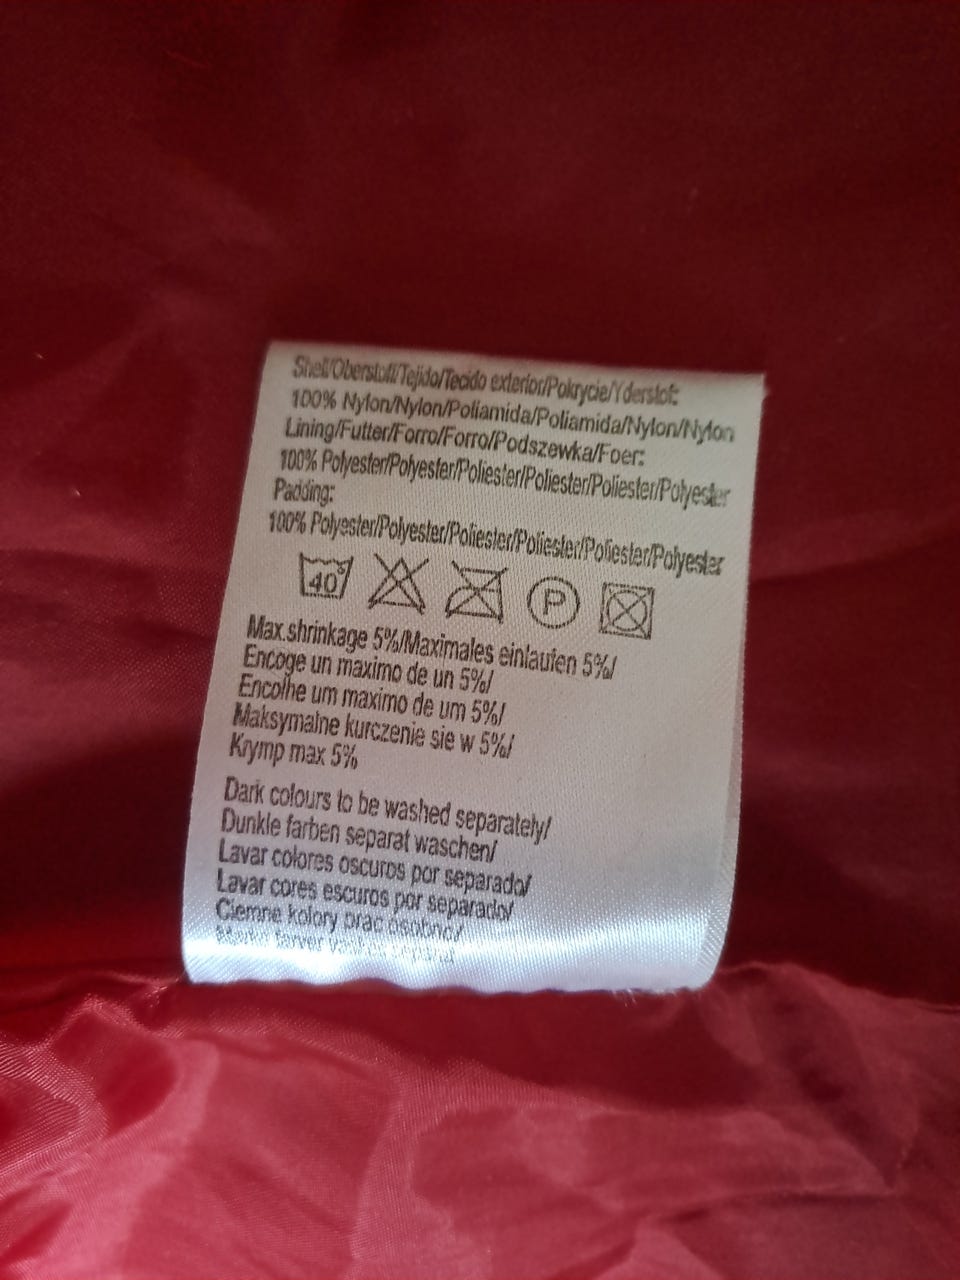 Shell/Oberstoff/Tejido/Tecido exterior/Pokrycie/Yderstof:
100% Nylon/Nylon/Poliamida/Poliamida/Nylon/Nylon
Lining/Futter/Forro/Forro/Podszewka/Foer:
100% Polyester/Polyester/Poliester/Poliester/Poliester/Polyester
Padding:
100% Polyester/Polyester/Poliester/Poliester/Poliester/Polyester
40° P
Max.shrinkage 5%/Maximales einlaufen 5%/
Encoge un maximo de un 5%/
Encolhe um maximo de um 5%/
Maksymalne kurczenie sie w 5%/
Krymp max 5%
Dark colours to be washed separately/
Dunkle farben separat waschen/
Lavar colores oscuros por separado/
Lavar cores escuros por separado/
Ciemne kolory prac osobno/
farver separat